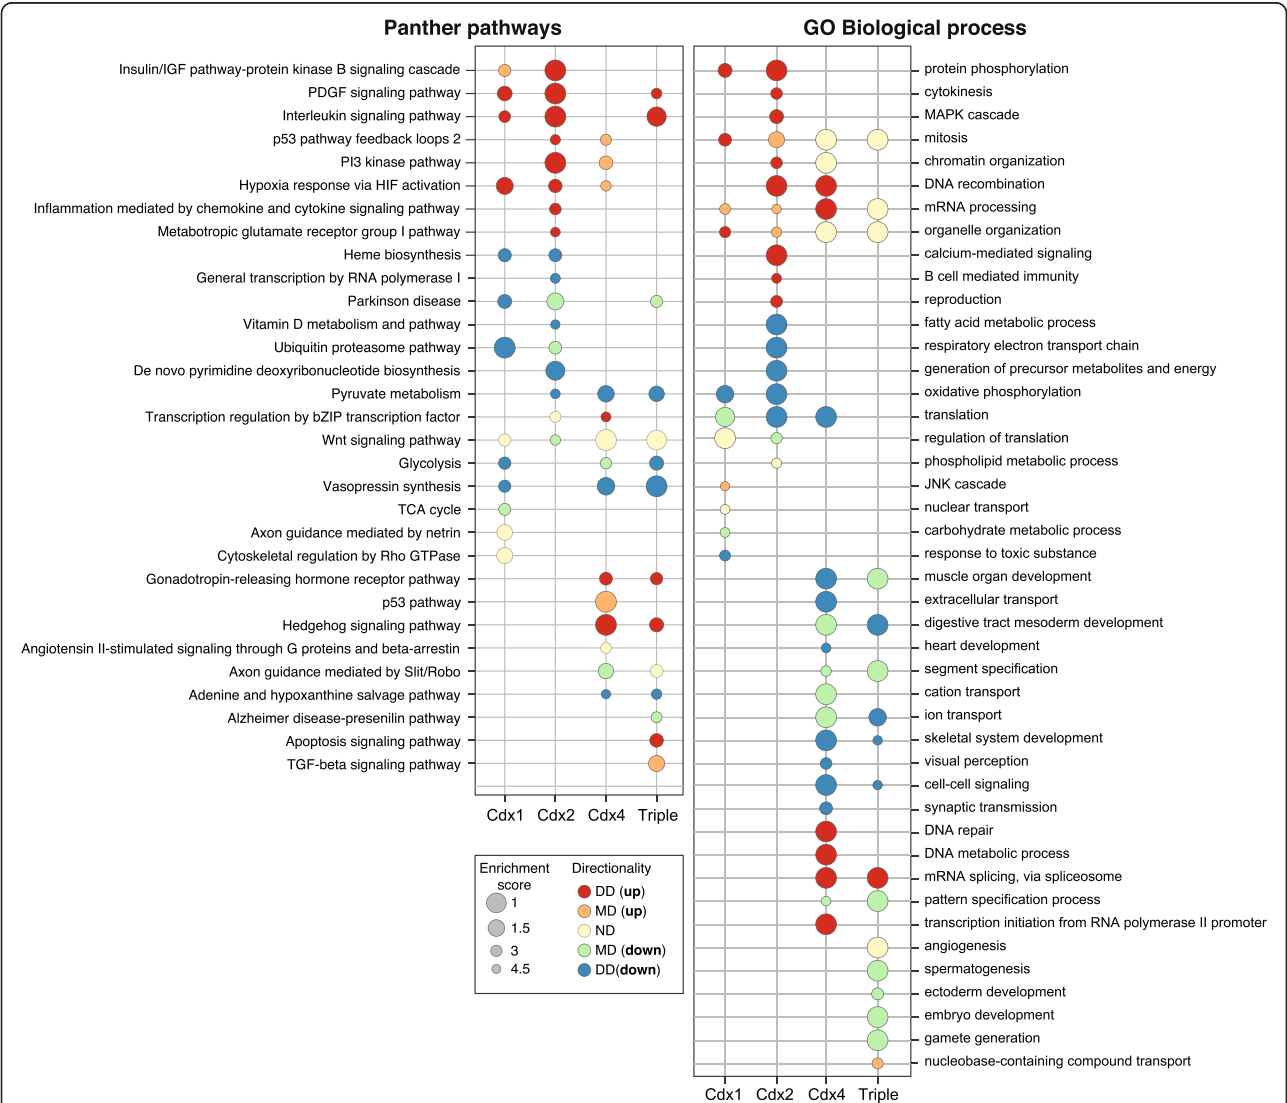 Panther pathways
Insulin/IGF pathway-protein kinase B signaling cascade
PDGF signaling pathway
Interleukin signaling pathway
p53 pathway feedback loops 2
PI3 kinase pathway
Hypoxia response via HIF activation
Inflammation mediated by chemokine and cytokine signaling pathway
Metabotropic glutamate receptor group I pathway
Heme biosynthesis
General transcription by RNA polymerase I
Parkinson disease
Vitamin D metabolism and pathway
Ubiquitin proteasome pathway
De novo pyrimidine deoxyribonucleotide biosynthesis
Pyruvate metabolism
Transcription regulation by bZIP transcription factor
Wnt signaling pathway
Glycolysis
Vasopressin synthesis
TCA cycle
Axon guidance mediated by netrin
Cytoskeletal regulation by Rho GTPase
Gonadotropin-releasing hormone receptor pathway
p53 pathway
Hedgehog signaling pathway
Angiotensin II-stimulated signaling through G proteins and beta-arrestin
Axon guidance mediated by Slit/Robo
Adenine and hypoxanthine salvage pathway
Alzheimer disease-presenilin pathway
Apoptosis signaling pathway
TGF-beta signaling pathway
Cdx1 Cdx2 Cdx4 Triple
Enrichment
score
1
1.5
3
4.5
Directionality
DD (up)
MD (up)
ND
MD (down)
DD(down)
GO Biological process
protein phosphorylation
cytokinesis
MAPK cascade
mitosis
chromatin organization
DNA recombination
mRNA processing
organelle organization
calcium-mediated signaling
B cell mediated immunity
reproduction
fatty acid metabolic process
respiratory electron transport chain
generation of precursor metabolites and energy
oxidative phosphorylation
translation
regulation of translation
phospholipid metabolic process
JNK cascade
nuclear transport
carbohydrate metabolic process
response to toxic substance
muscle organ development
extracellular transport
digestive tract mesoderm development
heart development
segment specification
cation transport
ion transport
skeletal system development
visual perception
cell-cell signaling
synaptic transmission
DNA repair
DNA metabolic process
mRNA splicing, via spliceosome
pattern specification process
transcription initiation from RNA polymerase II promoter
angiogenesis
spermatogenesis
ectoderm development
embryo development
gamete generation
nucleobase-containing compound transport
Cdx1 Cdx2 Cdx4 Triple